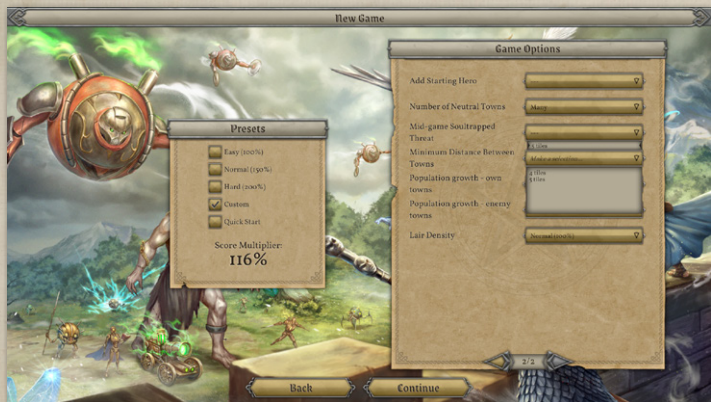 New Game
Presets
Easy (100%)
Normal (150%)
Hard (200%)
Custom
Quick Start
Score Multiplier:
116%
Game Options
Add Starting Hero
Number of Neutral Towns
Many
Mid-game Soultrapped
Threat
Minimum Distance Between
Towns
5 tiles
Population growth - own
towns
Population growth - enemy
towns
Lair Density
Normal (100%)
2/2
Back
Continue